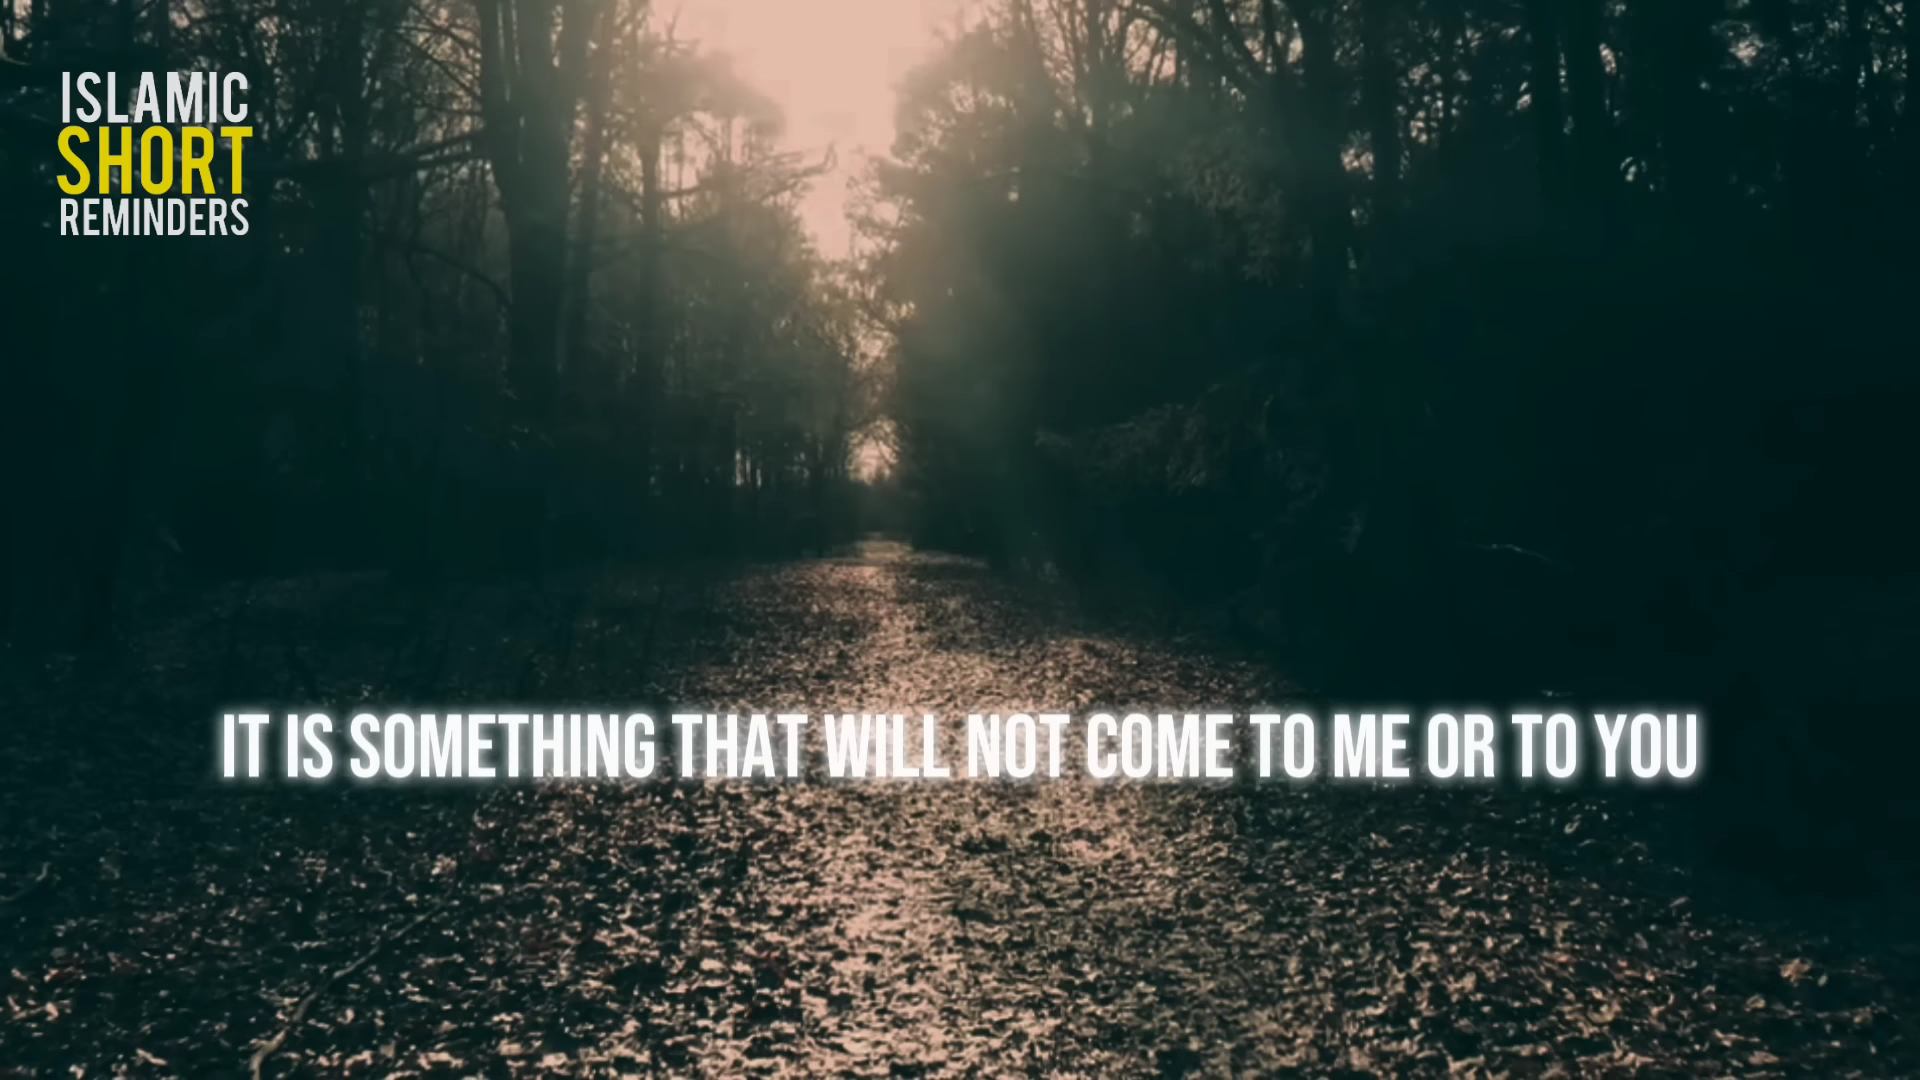 ISLAMIC
SHORT
REMINDERS
IT IS SOMETHING THAT WILL NOT COME TO ME OR TO YOU